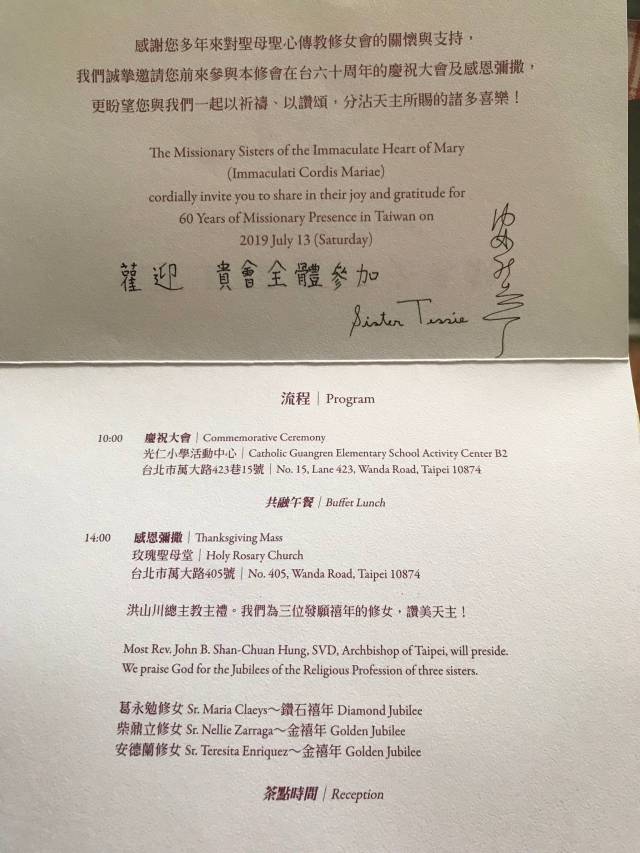 感謝您多年來對聖母聖心傳教修女會的關懷與支持，
我們誠摯邀請您前來參與本修會在台六十周年的慶祝大會及感恩彌撒，
更盼望您與我們一起以祈禱、以讚頌，分沾天主所賜的諸多喜樂！
The Missionary Sisters of the Immaculate Heart of Mary
(Immaculati Cordis Mariae)
cordially invite you to share in their joy and gratitude for
60 Years of Missionary Presence in Taiwan on
2019 July 13 (Saturday)
歡迎 貴會全體參加
Sister Tessie
流程｜Program
10:00 慶祝大會｜Commemorative Ceremony
光仁小學活動中心｜Catholic Guangren Elementary School Activity Center B2
台北市萬大路423巷15號｜No. 15, Lane 423, Wanda Road, Taipei 10874
共融午餐｜Buffet Lunch
14:00 感恩彌撒｜Thanksgiving Mass
玫瑰聖母堂｜Holy Rosary Church
台北市萬大路405號｜No. 405, Wanda Road, Taipei 10874
洪山川總主教主禮。我們為三位發願禧年的修女，讚美天主！
Most Rev. John B. Shan-Chuan Hung, SVD, Archbishop of Taipei, will preside.
We praise God for the Jubilees of the Religious Profession of three sisters.
葛永勉修女 Sr. Maria Claeys～鑽石禧年 Diamond Jubilee
柴鼐立修女 Sr. Nellie Zarraga～金禧年 Golden Jubilee
安德蘭修女 Sr. Teresita Enriquez～金禧年 Golden Jubilee
茶點時間｜Reception